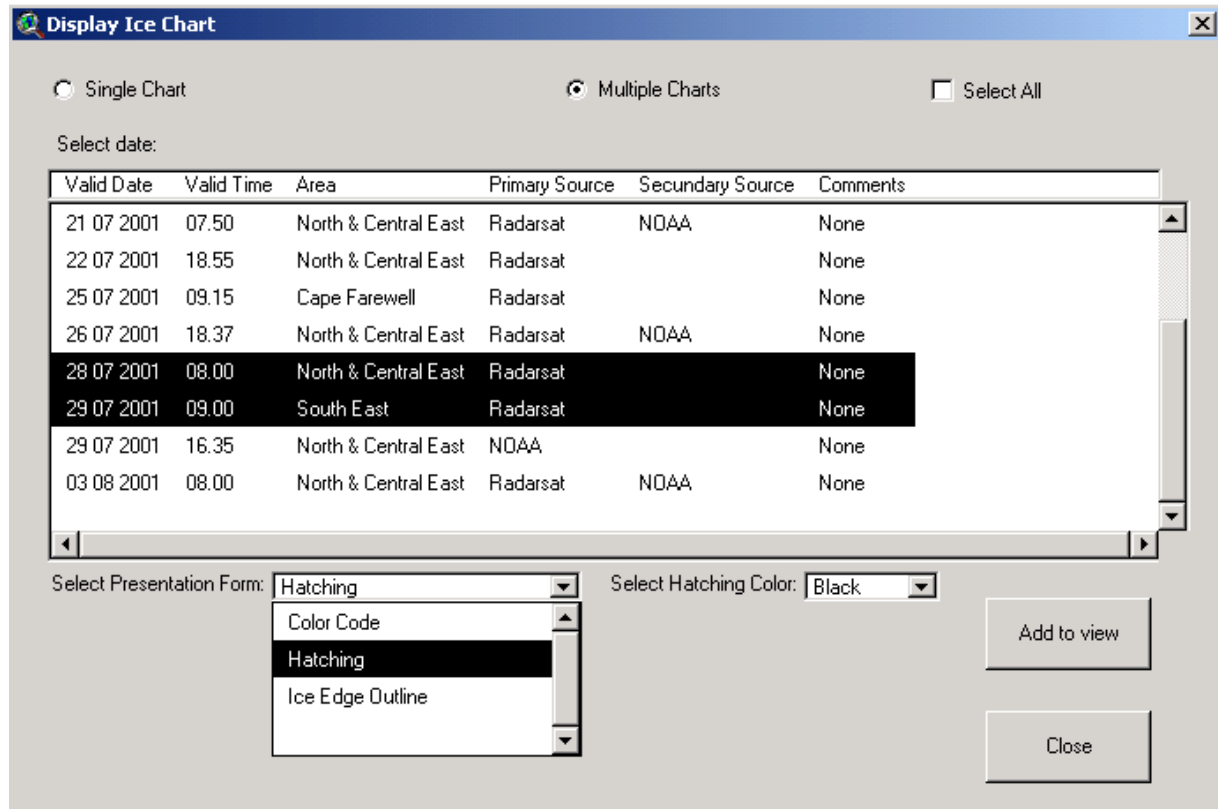 Display Ice Chart
Single Chart Multiple Charts Select All
Select date:
Valid Date Valid Time Area Primary Source Secundary Source Comments
21 07 2001 07.50 North & Central East Radarsat NOAA None
22 07 2001 18.55 North & Central East Radarsat None
25 07 2001 09.15 Cape Farewell Radarsat None
26 07 2001 18.37 North & Central East Radarsat NOAA None
28 07 2001 08.00 North & Central East Radarsat None
29 07 2001 09.00 South East Radarsat None
29 07 2001 16.35 North & Central East NOAA None
03 08 2001 08.00 North & Central East Radarsat NOAA None
Select Presentation Form: Hatching Select Hatching Color: Black
Color Code
Hatching
Ice Edge Outline
Add to view
Close